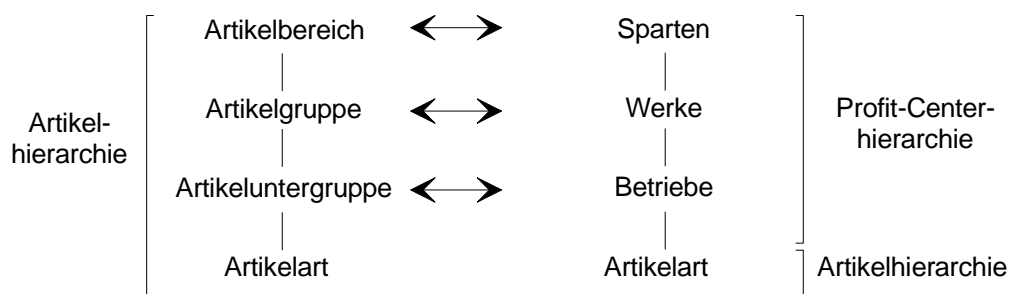 Artikelbereich
Sparten
Artikelgruppe
Werke
Artikel-
hierarchie
Profit-Center-
hierarchie
Artikeluntergruppe
Betriebe
Artikelart
Artikelart
Artikelhierarchie